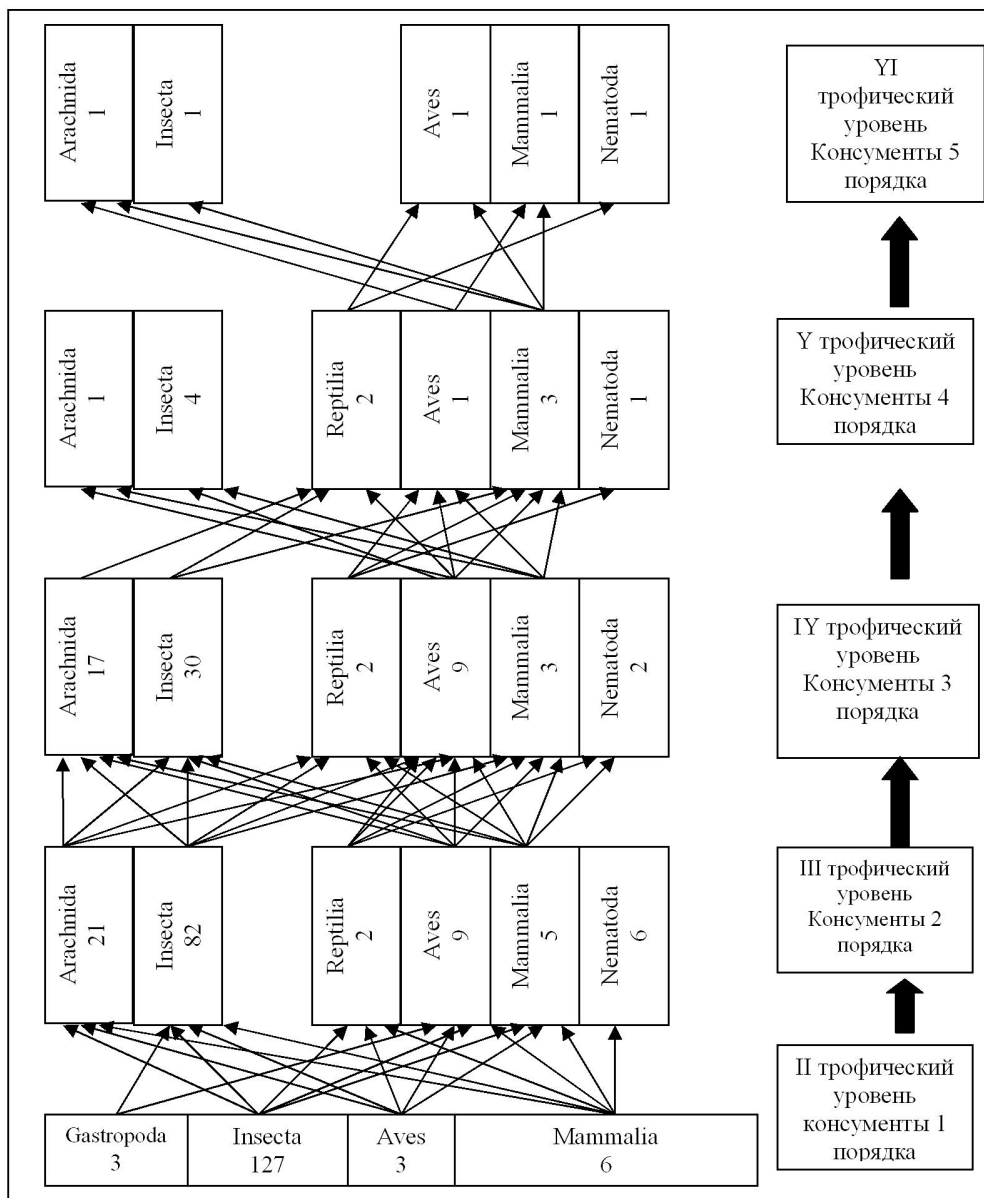 Arachnida
1
Insecta
1
Aves
1
Mammalia
1
Nematoda
1
YI
трофический
уровень
Консументы 5
порядка
Arachnida
1
Insecta
4
Reptilia
2
Aves
1
Mammalia
3
Nematoda
1
Y трофический
уровень
Консументы 4
порядка
Arachnida
17
Insecta
30
Reptilia
2
Aves
9
Mammalia
3
Nematoda
2
IY трофический
уровень
Консументы 3
порядка
Arachnida
21
Insecta
82
Reptilia
2
Aves
9
Mammalia
5
Nematoda
6
III трофический
уровень
Консументы 2
порядка
Gastropoda
3
Insecta
127
Aves
3
Mammalia
6
II трофический
уровень
консументы 1
порядка